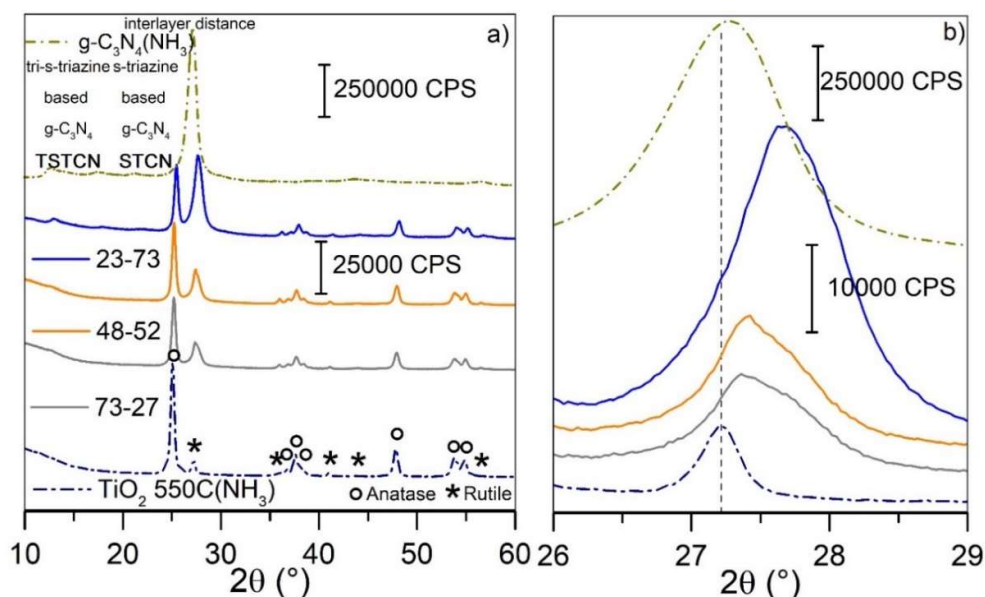 interlayer distance
a)
g-C₃N₄(NH₃)
tri-s-triazine s-triazine
based based
g-C₃N₄ g-C₃N₄
TSTCN STCN
250000 CPS
23-73
25000 CPS
48-52
73-27
TiO₂ 550C(NH₃)
Anatase * Rutile
10 20 30 40 50 60
2θ (°)
b)
250000 CPS
10000 CPS
26 27 28 29
2θ (°)